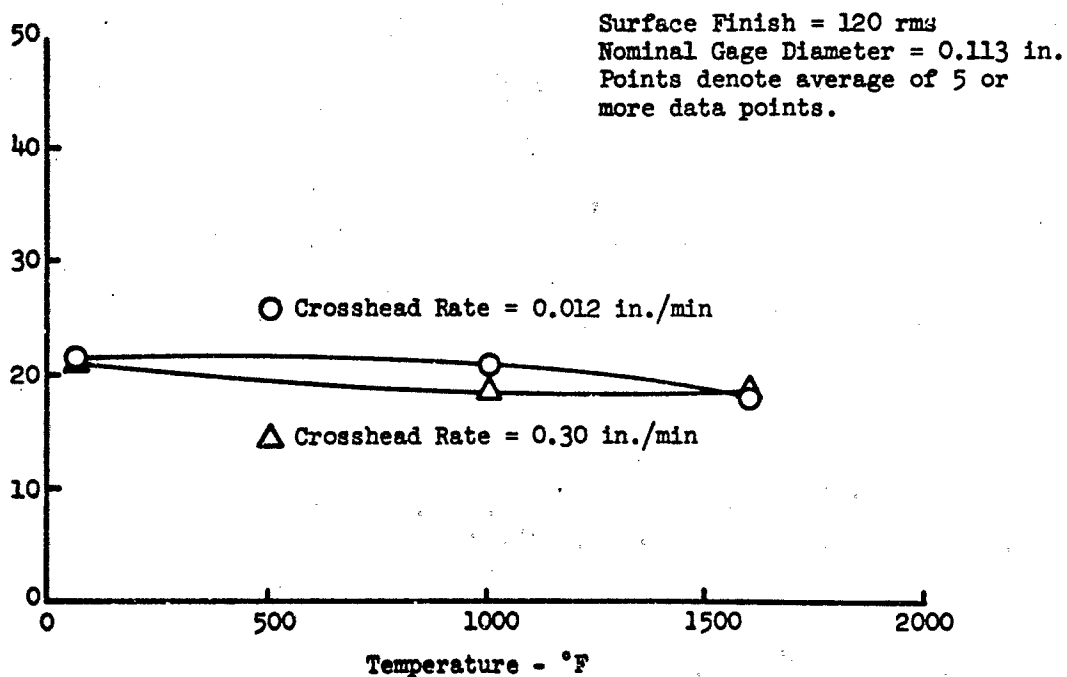 Surface Finish = 120 rms
Nominal Gage Diameter = 0.113 in.
Points denote average of 5 or
more data points.
50
40
30
Crosshead Rate = 0.012 in./min
20
Crosshead Rate = 0.30 in./min
10
0
0 500 1000 1500 2000
Temperature - °F